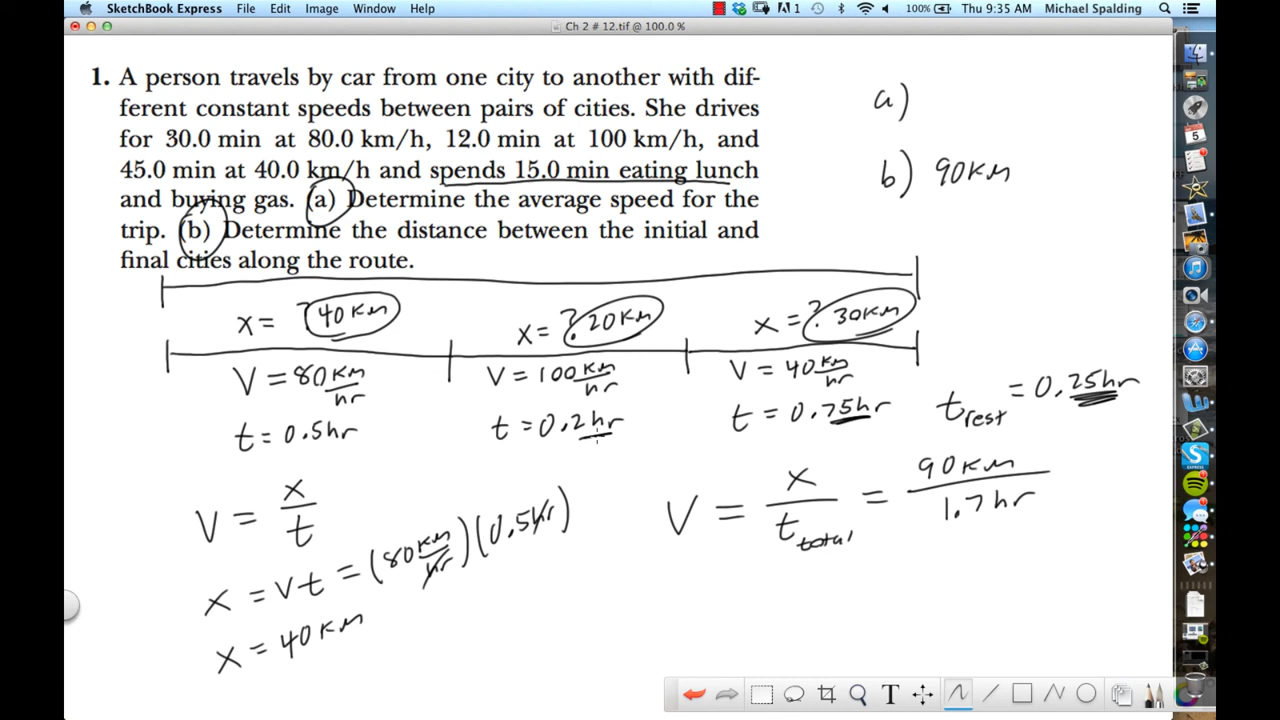 SketchBook Express File Edit Image Window Help 1 100% Thu 9:35 AM Michael Spalding
Ch 2 # 12.tif @ 100.0 %
1. A person travels by car from one city to another with dif-
ferent constant speeds between pairs of cities. She drives
for 30.0 min at 80.0 km/h, 12.0 min at 100 km/h, and
45.0 min at 40.0 km/h and spends 15.0 min eating lunch
and buying gas. (a) Determine the average speed for the
trip. (b) Determine the distance between the initial and
final cities along the route.
a)
b) 90km
x = ? 40km x = ? 20km x = ? 30km
V = 80 km/hr V = 100 km/hr V = 40 km/hr
t = 0.5hr t = 0.2hr t = 0.75hr t rest = 0.25hr
V = x/t
x = vt = (80 km/hr)(0.5hr)
x = 40km
V = x/t total = 90km/1.7hr
T
5